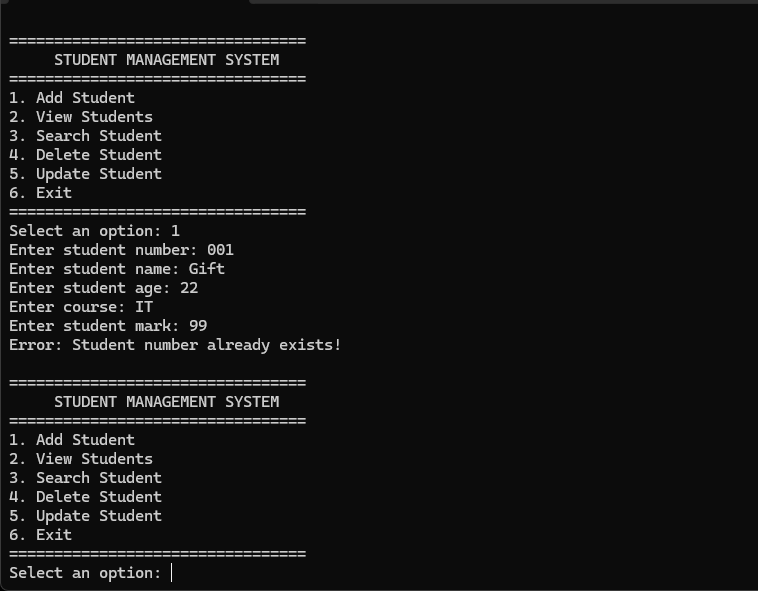 =================================
     STUDENT MANAGEMENT SYSTEM
=================================
1. Add Student
2. View Students
3. Search Student
4. Delete Student
5. Update Student
6. Exit
=================================
Select an option: 1
Enter student number: 001
Enter student name: Gift
Enter student age: 22
Enter course: IT
Enter student mark: 99
Error: Student number already exists!

=================================
     STUDENT MANAGEMENT SYSTEM
=================================
1. Add Student
2. View Students
3. Search Student
4. Delete Student
5. Update Student
6. Exit
=================================
Select an option: